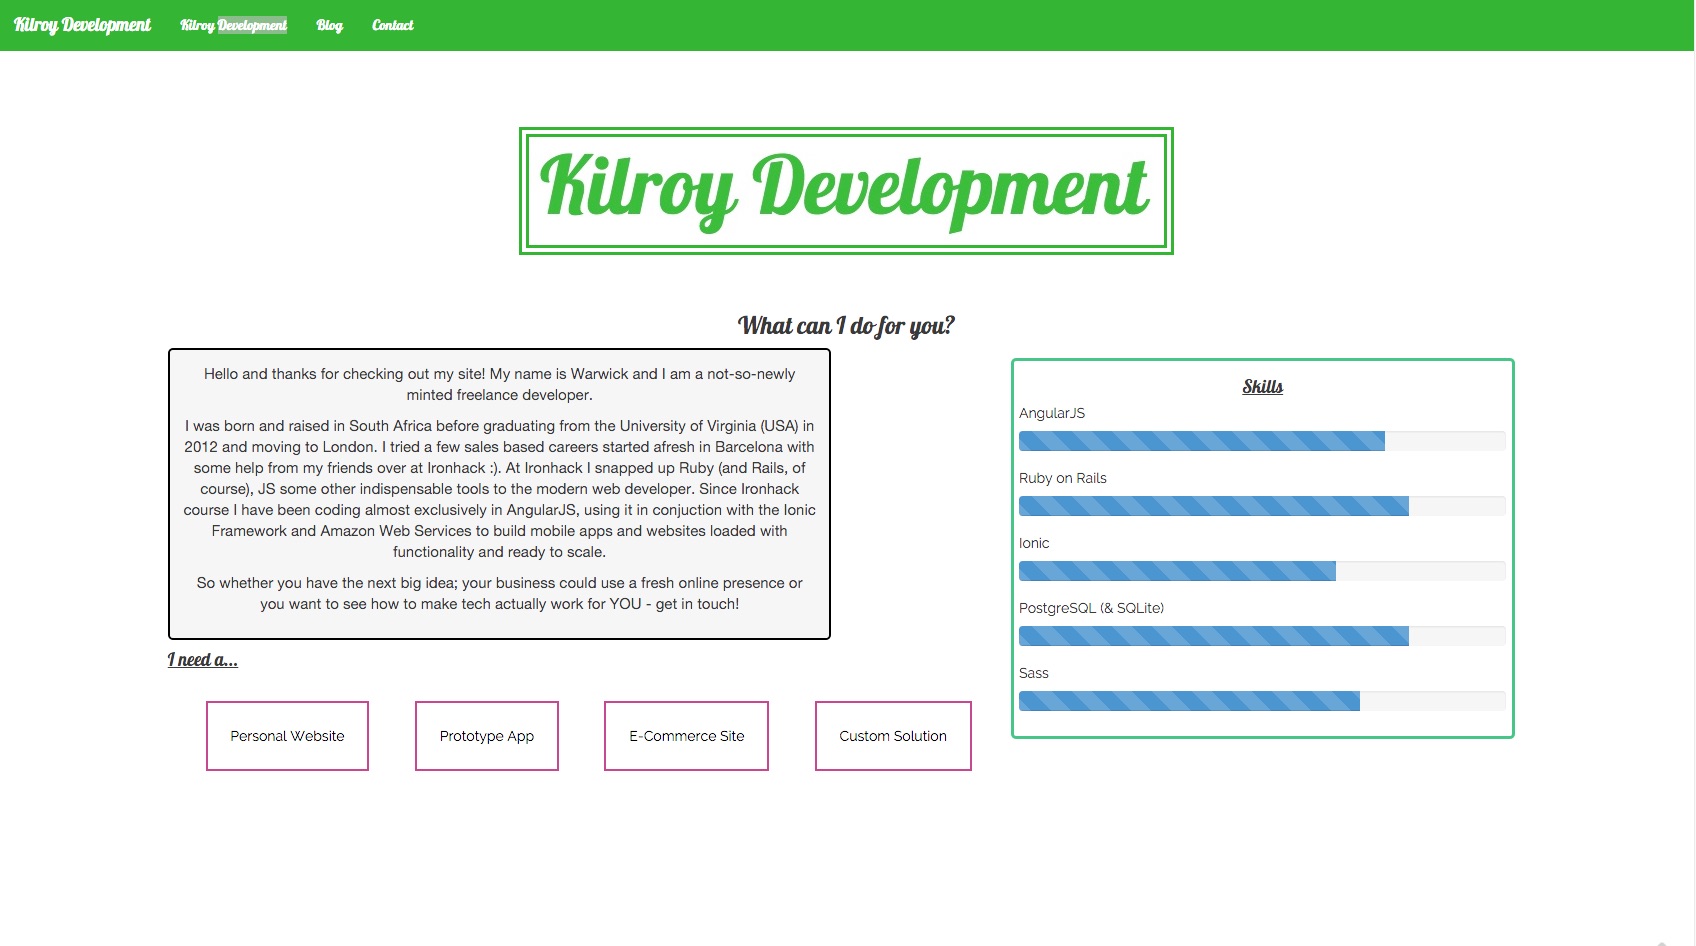 Kilroy Development
Kilroy Development
Blog
Contact
Kilroy Development
What can I do for you?
Hello and thanks for checking out my site! My name is Warwick and I am a not-so-newly
minted freelance developer.
I was born and raised in South Africa before graduating from the University of Virginia (USA) in
2012 and moving to London. I tried a few sales based careers started afresh in Barcelona with
some help from my friends over at Ironhack :). At Ironhack I snapped up Ruby (and Rails, of
course), JS some other indispensable tools to the modern web developer. Since Ironhack
course I have been coding almost exclusively in AngularJS, using it in conjuction with the Ionic
Framework and Amazon Web Services to build mobile apps and websites loaded with
functionality and ready to scale.
So whether you have the next big idea; your business could use a fresh online presence or
you want to see how to make tech actually work for YOU - get in touch!
I need a...
Personal Website
Prototype App
E-Commerce Site
Custom Solution
Skills
AngularJS
Ruby on Rails
Ionic
PostgreSQL (& SQLite)
Sass